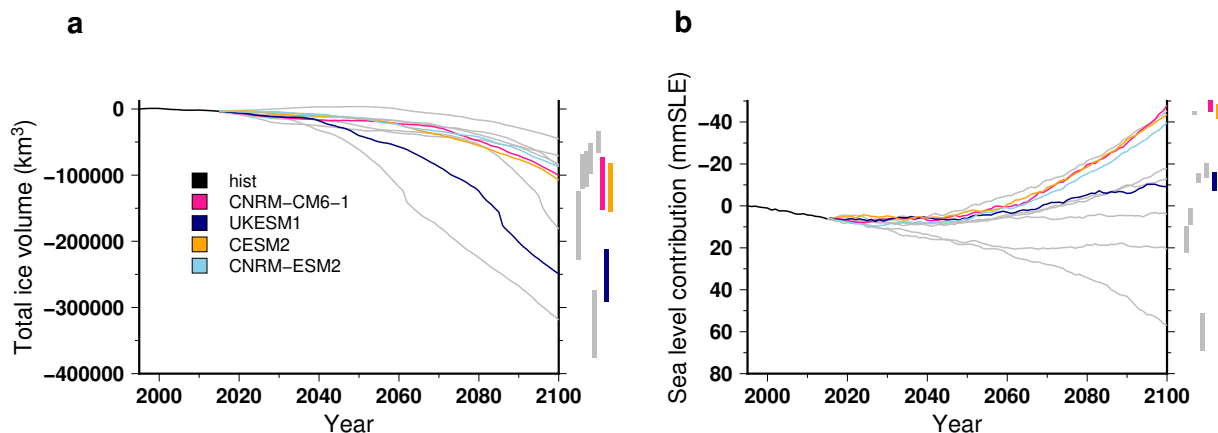 a
Total ice volume (km³)
0
-100000
-200000
-300000
-400000
hist
CNRM-CM6-1
UKESM1
CESM2
CNRM-ESM2
2000 2020 2040 2060 2080 2100
Year
b
Sea level contribution (mmSLE)
-40
-20
0
20
40
60
80
2000 2020 2040 2060 2080 2100
Year